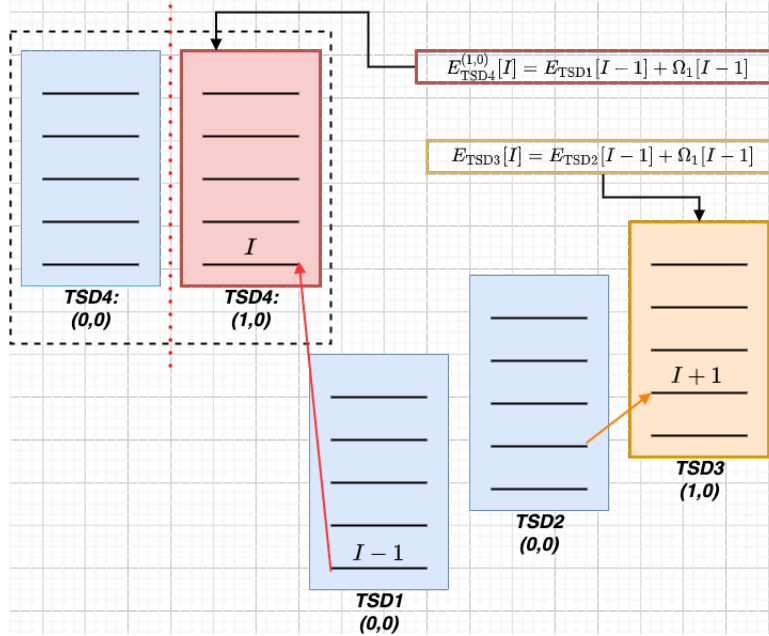 E_{TSD4}^{(1,0)}[I] = E_{TSD1}[I − 1] + Ω_1[I − 1]
E_{TSD3}[I] = E_{TSD2}[I − 1] + Ω_1[I − 1]
I
TSD4:
(0,0)
TSD4:
(1,0)
I + 1
TSD3
(1,0)
TSD2
(0,0)
I − 1
TSD1
(0,0)